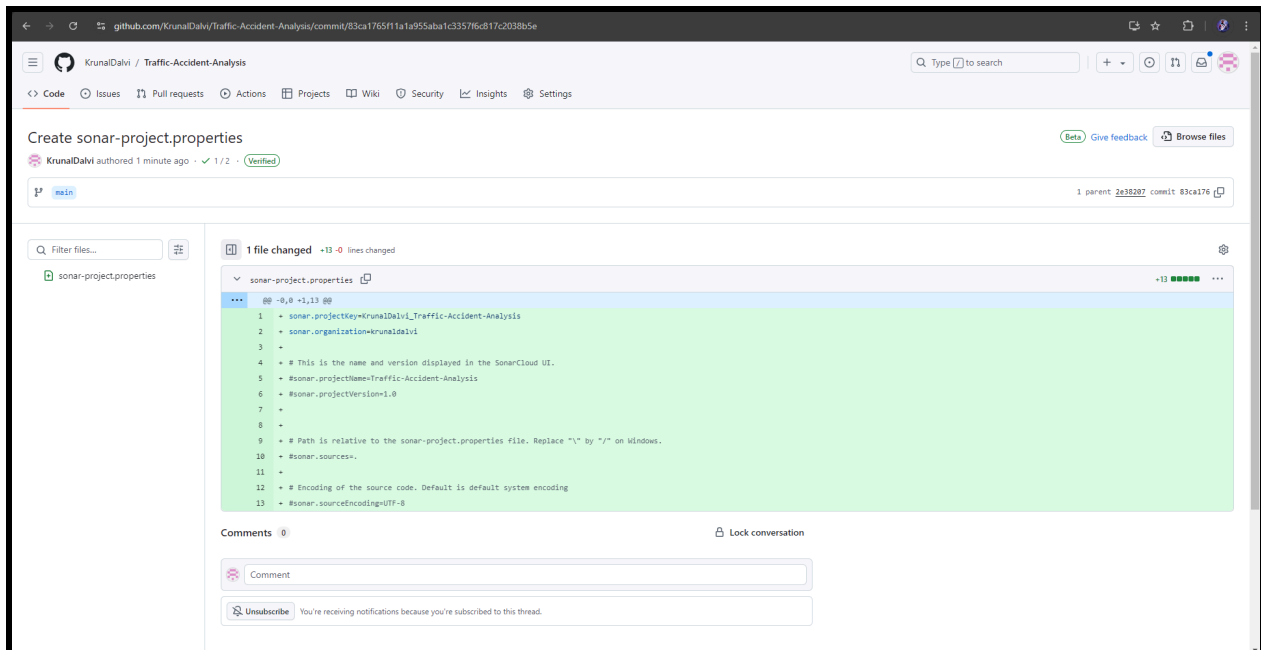 github.com/KrunalDalvi/Traffic-Accident-Analysis/commit/83ca1765f11a1a955aba1c3357f6c817c2038b5e
KrunalDalvi / Traffic-Accident-Analysis
Type / to search
<> Code Issues Pull requests Actions Projects Wiki Security Insights Settings
Create sonar-project.properties
Beta Give feedback Browse files
KrunalDalvi authored 1 minute ago · 1 / 2 · Verified
main
1 parent 2e38207 commit 83ca176
Filter files...
sonar-project.properties
1 file changed +13 -0 lines changed
sonar-project.properties
+13
... @@ -0,0 +1,13 @@
1 + sonar.projectKey=KrunalDalvi_Traffic-Accident-Analysis
2 + sonar.organization=krunaldalvi
3 +
4 + # This is the name and version displayed in the SonarCloud UI.
5 + #sonar.projectName=Traffic-Accident-Analysis
6 + #sonar.projectVersion=1.0
7 +
8 +
9 + # Path is relative to the sonar-project.properties file. Replace "\" by "/" on Windows.
10 + #sonar.sources=.
11 +
12 + # Encoding of the source code. Default is default system encoding
13 + #sonar.sourceEncoding=UTF-8
Comments 0
Lock conversation
Comment
Unsubscribe You're receiving notifications because you're subscribed to this thread.